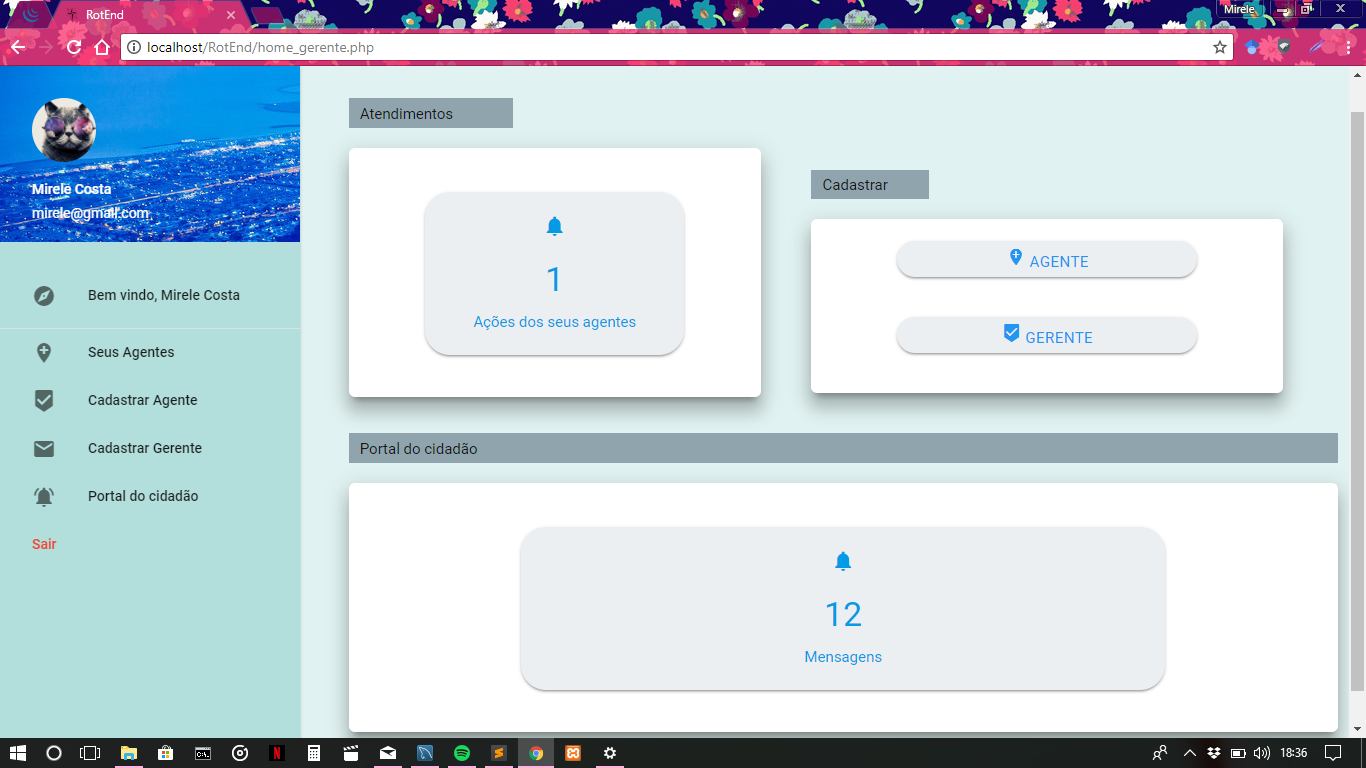 RotEnd
Mirele
localhost/RotEnd/home_gerente.php
Mirele Costa
mirele@gmail.com
Bem vindo, Mirele Costa
Seus Agentes
Cadastrar Agente
Cadastrar Gerente
Portal do cidadão
Sair
Atendimentos
1
Ações dos seus agentes
Cadastrar
AGENTE
GERENTE
Portal do cidadão
12
Mensagens
18:36